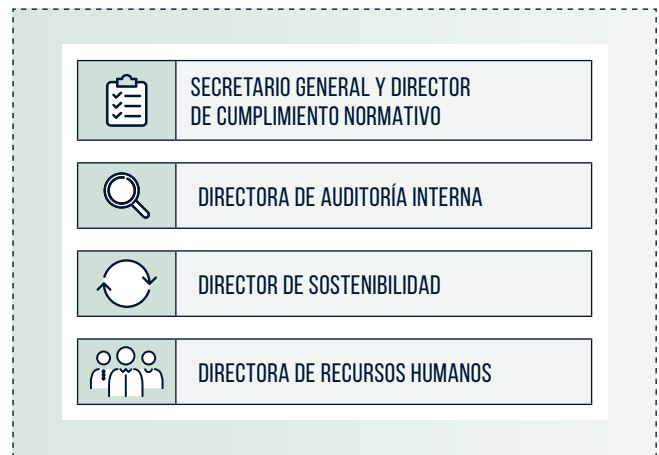 SECRETARIO GENERAL Y DIRECTOR
DE CUMPLIMIENTO NORMATIVO
DIRECTORA DE AUDITORÍA INTERNA
DIRECTOR DE SOSTENIBILIDAD
DIRECTORA DE RECURSOS HUMANOS